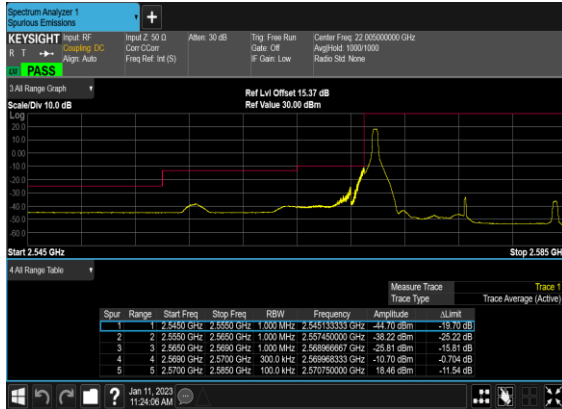 Spectrum Analyzer 1
Spurious Emissions
+
KEYSIGHT Input: RF Input Z: 50 Ω Atten: 30 dB Trig: Free Run Center Freq: 22.005000000 GHz
R T Coupling: DC Corr CCorr Gate: Off Avg|Hold: 1000/1000
Align: Auto Freq Ref: Int (S) IF Gain: Low Radio Std: None
PASS
3 All Range Graph
Ref Lvl Offset 15.37 dB
Scale/Div 10.0 dB Ref Value 30.00 dBm
Log
20.0
10.0
0.00
-10.0
-20.0
-30.0
-40.0
-50.0
-60.0
Start 2.545 GHz Stop 2.585 GHz
4 All Range Table
Measure Trace Trace 1
Trace Type Trace Average (Active)
Spur Range Start Freq Stop Freq RBW Frequency Amplitude ΔLimit
1 1 2.5450 GHz 2.5550 GHz 1.000 MHz 2.545133333 GHz -44.70 dBm -19.70 dB
2 2 2.5550 GHz 2.5650 GHz 1.000 MHz 2.557450000 GHz -38.22 dBm -25.22 dB
3 3 2.5650 GHz 2.5690 GHz 1.000 MHz 2.568966667 GHz -25.81 dBm -15.81 dB
4 4 2.5690 GHz 2.5700 GHz 300.0 kHz 2.569968333 GHz -10.70 dBm -0.704 dB
5 5 2.5700 GHz 2.5850 GHz 100.0 kHz 2.570750000 GHz 18.46 dBm -11.54 dB
? Jan 11, 2023
11:24:06 AM